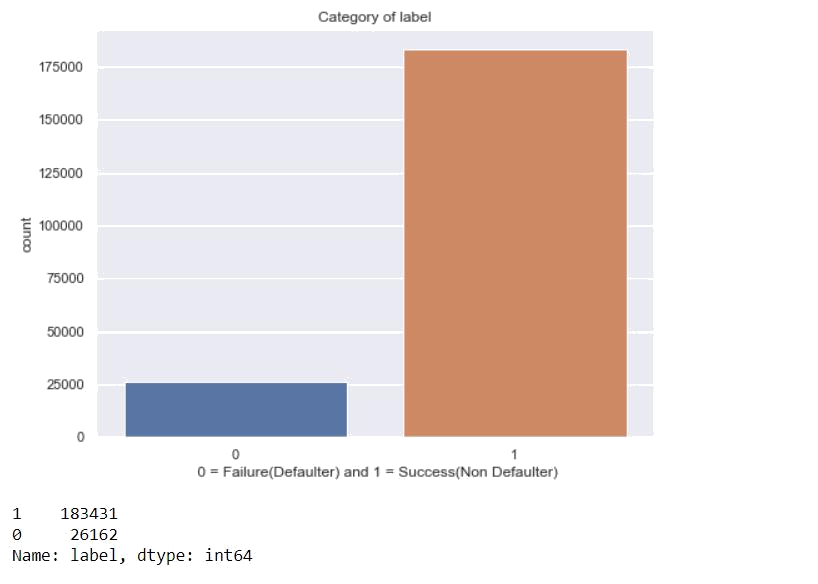 Category of label
175000
150000
125000
100000
75000
50000
25000
0
count
0 1
0 = Failure(Defaulter) and 1 = Success(Non Defaulter)
1 183431
0 26162
Name: label, dtype: int64